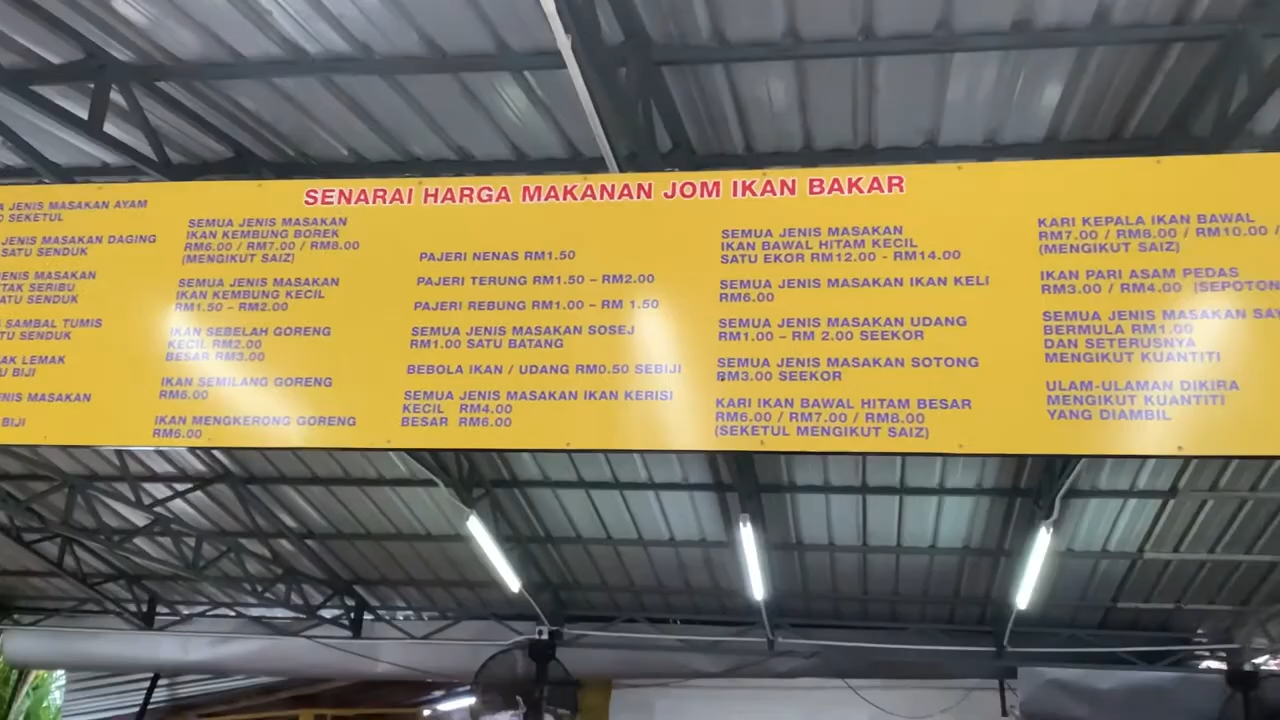 SENARAI HARGA MAKANAN JOM IKAN BAKAR
JENIS MASAKAN AYAM
SEKETUL
JENIS MASAKAN DAGING
SATU SENDUK
JENIS MASAKAN
SERIBU
SATU SENDUK
SAMBAL TUMIS
SENDUK
LEMAK
BIJI
JENIS MASAKAN
BIJI
SEMUA JENIS MASAKAN
IKAN KEMBUNG BOREK
RM6.00 / RM7.00 / RM8.00
(MENGIKUT SAIZ)
SEMUA JENIS MASAKAN
IKAN KEMBUNG KECIL
RM1.50 – RM2.00
IKAN SEBELAH GORENG
KECIL RM2.00
BESAR RM3.00
IKAN SEMILANG GORENG
RM6.00
IKAN MENGKERONG GORENG
RM6.00
PAJERI NENAS RM1.50
PAJERI TERUNG RM1.50 – RM2.00
PAJERI REBUNG RM1.00 – RM 1.50
SEMUA JENIS MASAKAN SOSEJ
RM1.00 SATU BATANG
BEBOLA IKAN / UDANG RM0.50 SEBIJI
SEMUA JENIS MASAKAN IKAN KERISI
KECIL RM4.00
BESAR RM6.00
SEMUA JENIS MASAKAN
IKAN BAWAL HITAM KECIL
SATU EKOR RM12.00 - RM14.00
SEMUA JENIS MASAKAN IKAN KELI
RM6.00
SEMUA JENIS MASAKAN UDANG
RM1.00 – RM 2.00 SEEKOR
SEMUA JENIS MASAKAN SOTONG
RM3.00 SEEKOR
KARI IKAN BAWAL HITAM BESAR
RM6.00 / RM7.00 / RM8.00
(SEKETUL MENGIKUT SAIZ)
KARI KEPALA IKAN BAWAL
RM7.00 / RM8.00 / RM10.00 /
(MENGIKUT SAIZ)
IKAN PARI ASAM PEDAS
RM3.00 / RM4.00 (SEPOTON
SEMUA JENIS MASAKAN SAY
BERMULA RM1.00
DAN SETERUSNYA
MENGIKUT KUANTITI
ULAM-ULAMAN DIKIRA
MENGIKUT KUANTITI
YANG DIAMBIL